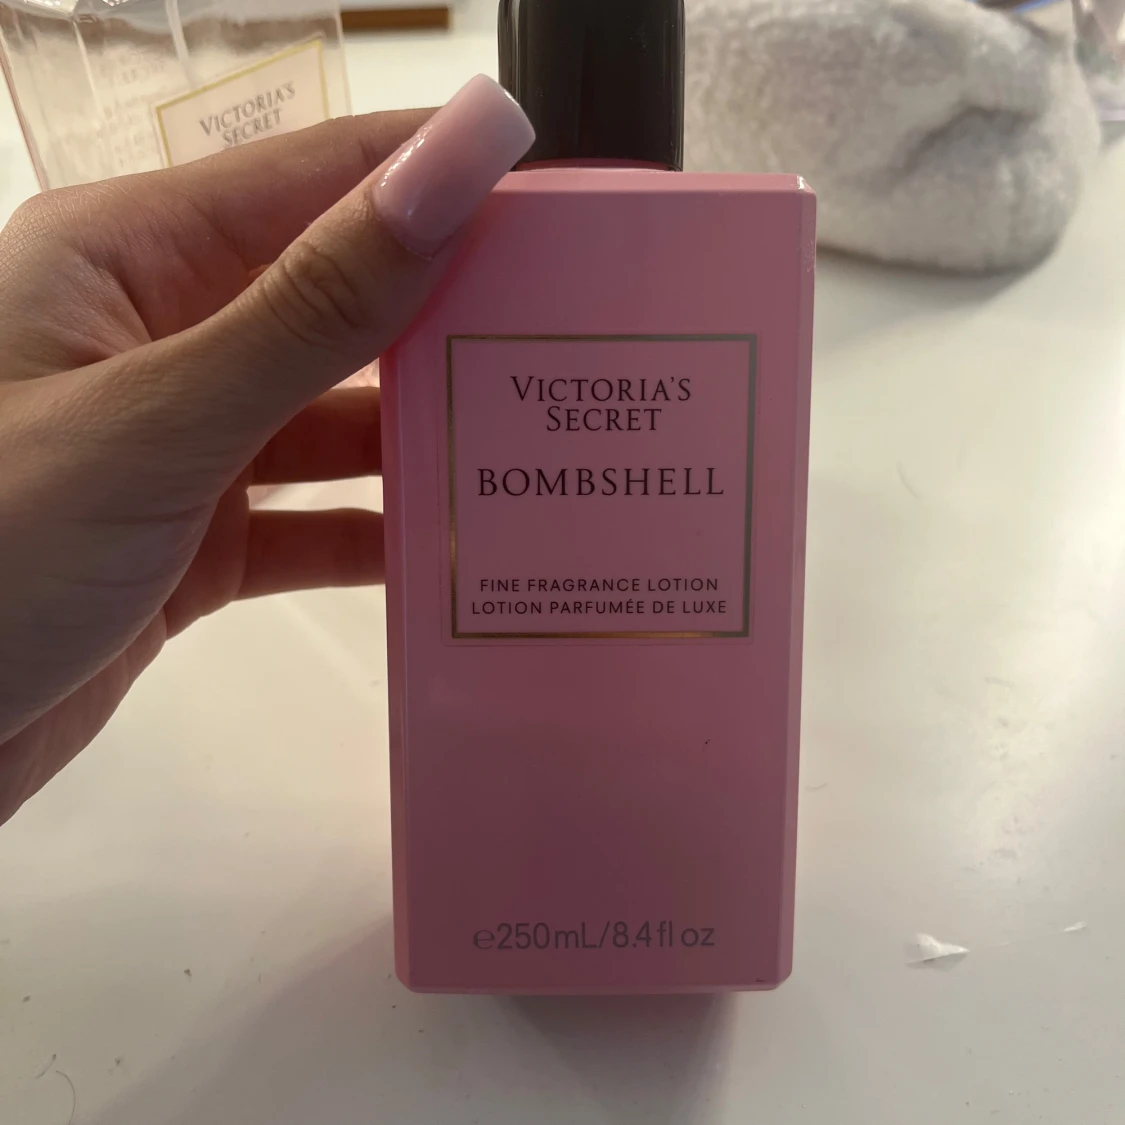 VICTORIA'S
SECRET
VICTORIA'S
SECRET
BOMBSHELL
FINE FRAGRANCE LOTION
LOTION PARFUMÉE DE LUXE
℮250mL/8.4 fl oz